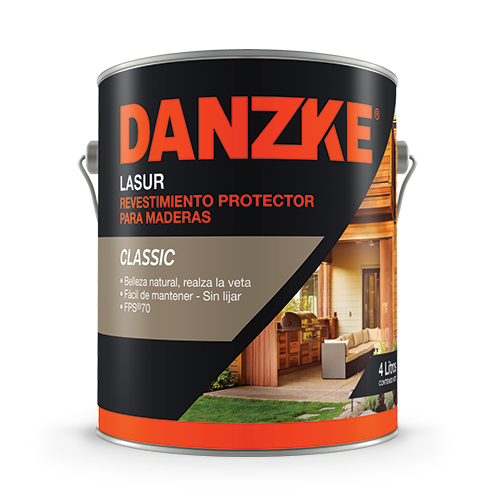 DANZKE®
LASUR
REVESTIMIENTO PROTECTOR
PARA MADERAS
CLASSIC
• Belleza natural, realza la veta
• Fácil de mantener - Sin lijar
• FPS®70
4 Litros
CONTENIDO